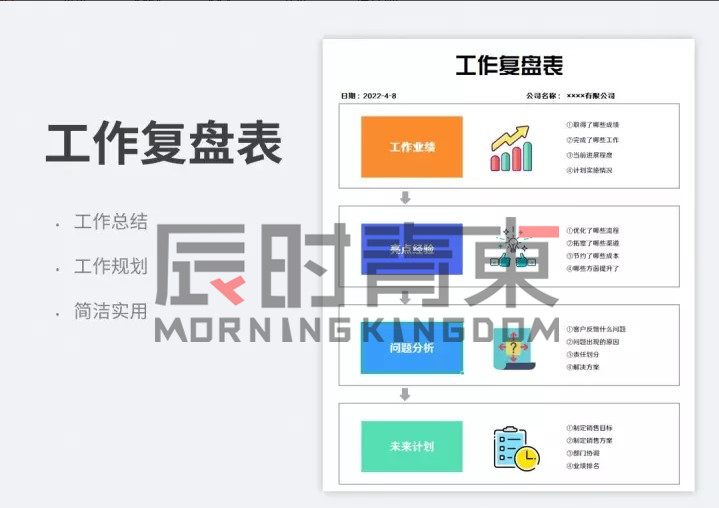 工作复盘表
· 工作总结
· 工作规划
· 简洁实用
工作复盘表
日期：2022-4-8 公司名称：××××有限公司
工作业绩
①取得了哪些成绩
②完成了哪些工作
③当前进展程度
④计划实施情况
亮点经验
①优化了哪些流程
②拓宽了哪些渠道
③节约了哪些成本
④哪些方面提升了
问题分析
①客户反馈什么问题
②问题出现的原因
③责任划分
④解决方案
未来计划
①制定销售目标
②制定销售方案
③部门协调
④业绩排名
辰时青東
MORNINGKINGDOM